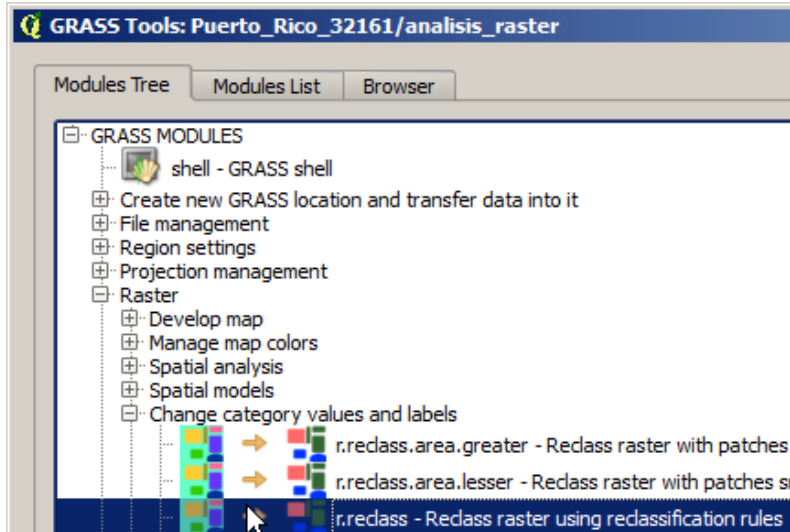 GRASS Tools: Puerto_Rico_32161/analisis_raster
Modules Tree Modules List Browser
GRASS MODULES
shell - GRASS shell
Create new GRASS location and transfer data into it
File management
Region settings
Projection management
Raster
Develop map
Manage map colors
Spatial analysis
Spatial models
Change category values and labels
r.reclass.area.greater - Reclass raster with patches
r.reclass.area.lesser - Reclass raster with patches
r.reclass - Reclass raster using reclassification rules